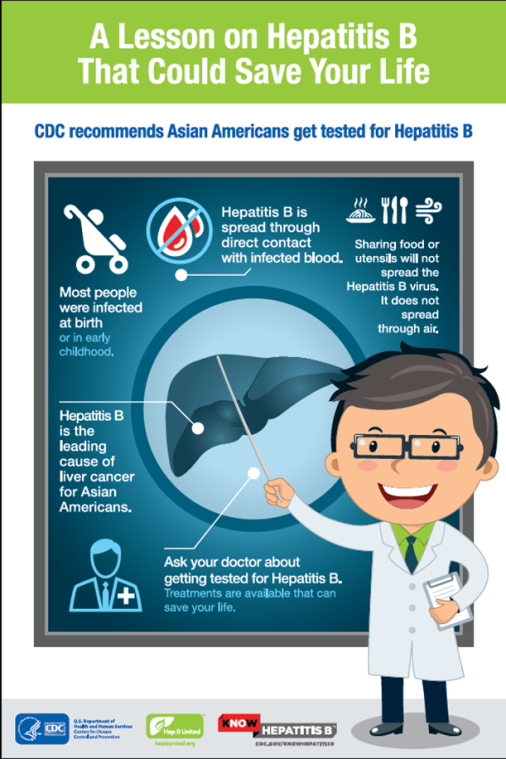 A Lesson on Hepatitis B
That Could Save Your Life
CDC recommends Asian Americans get tested for Hepatitis B
Most people
were infected
at birth
or in early
childhood.
Hepatitis B is
spread through
direct contact
with infected blood.
Sharing food or
utensils will not
spread the
Hepatitis B virus.
It does not
spread
through air.
Hepatitis B
is the
leading
cause of
liver cancer
for Asian
Americans.
Ask your doctor about
getting tested for Hepatitis B.
Treatments are available that can
save your life.
CDC
U.S. Department of
Health and Human Services
Centers for Disease
Control and Prevention
Hep B United
hepbunited.org
KNOW
HEPATITIS B
CDC.GOV/KNOWHEPATITISB